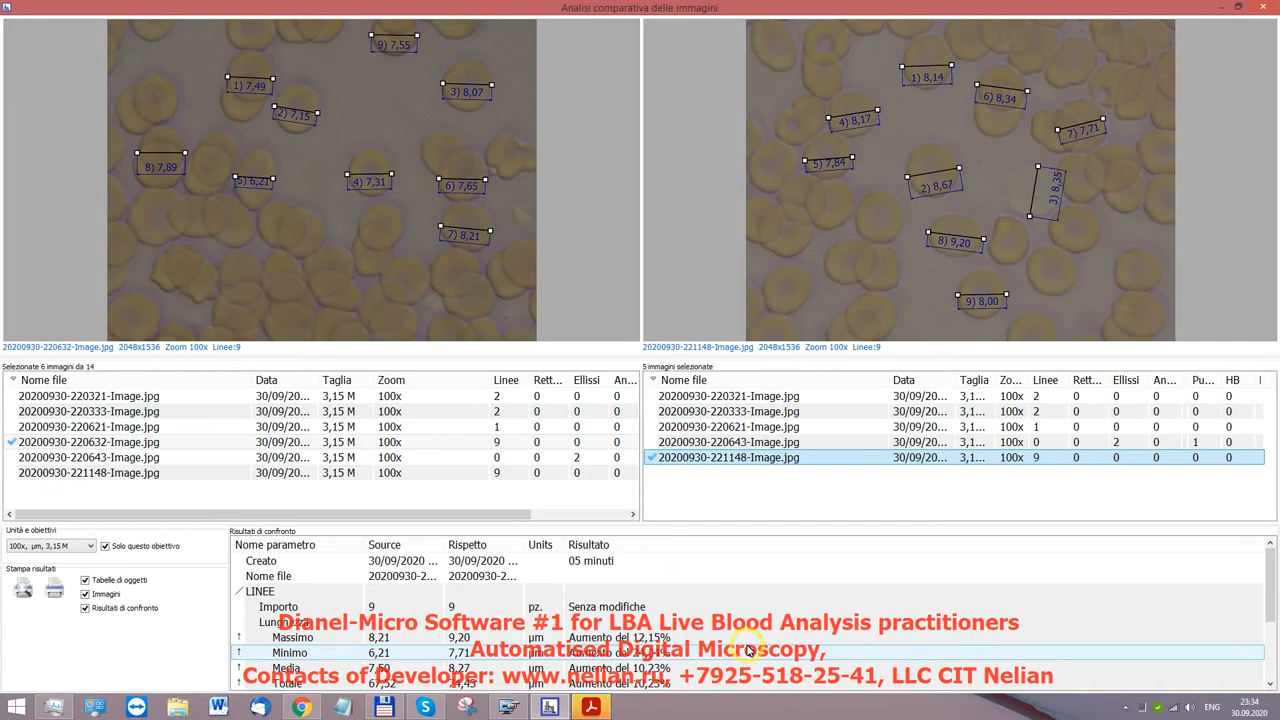 Analisi comparativa delle immagini
9) 7,55
1) 7,49
3) 8,07
2) 7,15
8) 7,89
5) 6,21
4) 7,31
6) 7,65
7) 8,21
1) 8,14
6) 8,34
4) 8,17
7) 7,71
5) 7,84
2) 8,67
3) 8,35
8) 9,20
9) 8,00
20200930-220632-Image.jpg 2048x1536 Zoom 100x Linee:9
20200930-221148-Image.jpg 2048x1536 Zoom 100x Linee:9
Selezionate 6 immagini da 14
Nome file Data Taglia Zoom Linee Rett... Ellissi An...
20200930-220321-Image.jpg 30/09/20... 3,15 M 100x 2 0 0 0
20200930-220333-Image.jpg 30/09/20... 3,15 M 100x 2 0 0 0
20200930-220621-Image.jpg 30/09/20... 3,15 M 100x 1 0 0 0
20200930-220632-Image.jpg 30/09/20... 3,15 M 100x 9 0 0 0
20200930-220643-Image.jpg 30/09/20... 3,15 M 100x 0 0 2 0
20200930-221148-Image.jpg 30/09/20... 3,15 M 100x 9 0 0 0
5 immagini selezionate
Nome file Data Taglia Zo... Linee Rett... Ellissi An... Pu... HB
20200930-220321-Image.jpg 30/09/20... 3,1... 100x 2 0 0 0 0 0
20200930-220333-Image.jpg 30/09/20... 3,1... 100x 2 0 0 0 0 0
20200930-220621-Image.jpg 30/09/20... 3,1... 100x 1 0 0 0 0 0
20200930-220643-Image.jpg 30/09/20... 3,1... 100x 0 0 2 0 1 0
20200930-221148-Image.jpg 30/09/20... 3,1... 100x 9 0 0 0 0 0
Unità e obiettivi
100x, µm, 3,15 M
Solo questo obiettivo
Stampa risultati
Tabelle di oggetti
Immagini
Risultati di confronto
Risultati di confronto
Nome parametro Source Rispetto Units Risultato
Creato 30/09/2020 30/09/2020 05 minuti
Nome file 20200930-2... 20200930-2...
LINEE
Importo 9 9 pz. Senza modifiche
Lunghezza
Massimo 8,21 9,20 µm Aumento del 12,15%
Minimo 6,21 7,71 µm Aumento del
Media 7,50 8,27 µm Aumento del 10,23%
Totale µm Aumento del 10,23%
Dianel-Micro Software #1 for LBA Live Blood Analysis practitioners
Automatised Digital Microscopy,
Contacts of Developer: www.nelian.ru +7925-518-25-41, LLC CIT Nelian
ENG
23:34
30.09.2020